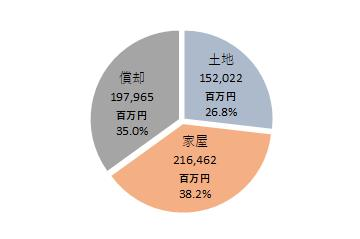 土地
152,022
百万円
26.8%
償却
197,965
百万円
35.0%
家屋
216,462
百万円
38.2%